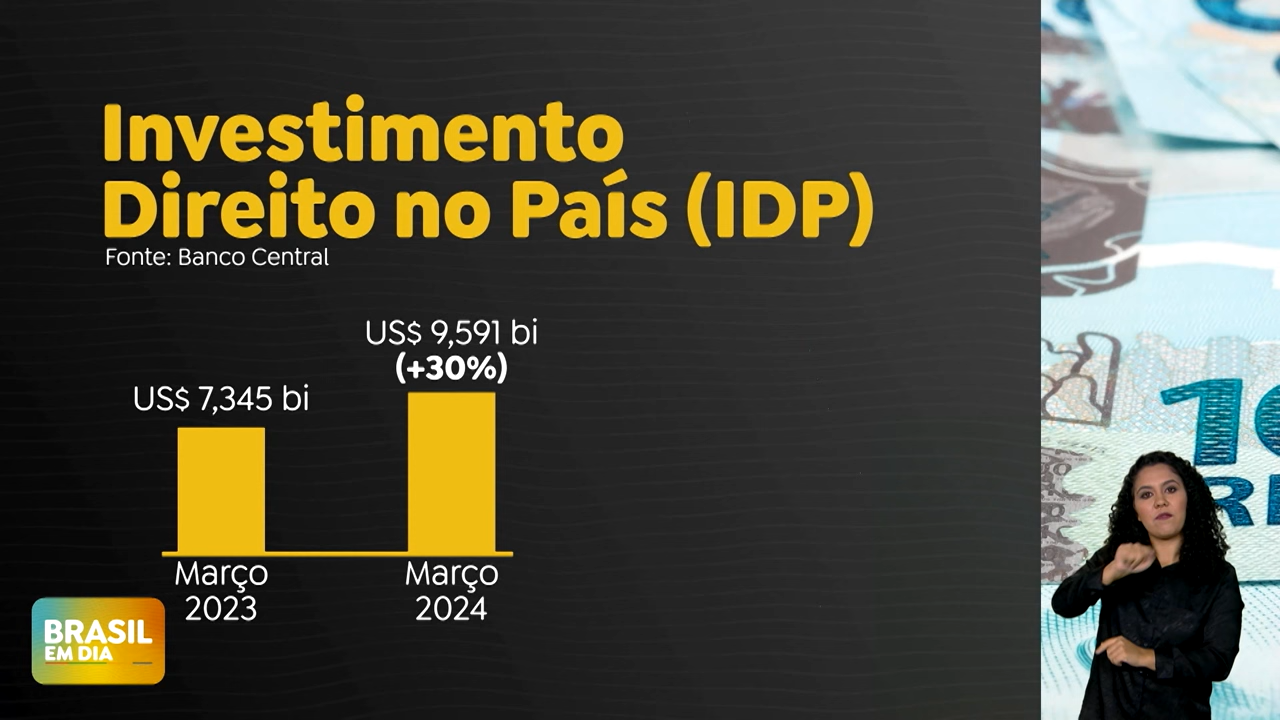 Investimento
Direito no País (IDP)
Fonte: Banco Central
US$ 9,591 bi
(+30%)
US$ 7,345 bi
Março
2023
Março
2024
BRASIL
EM DIA